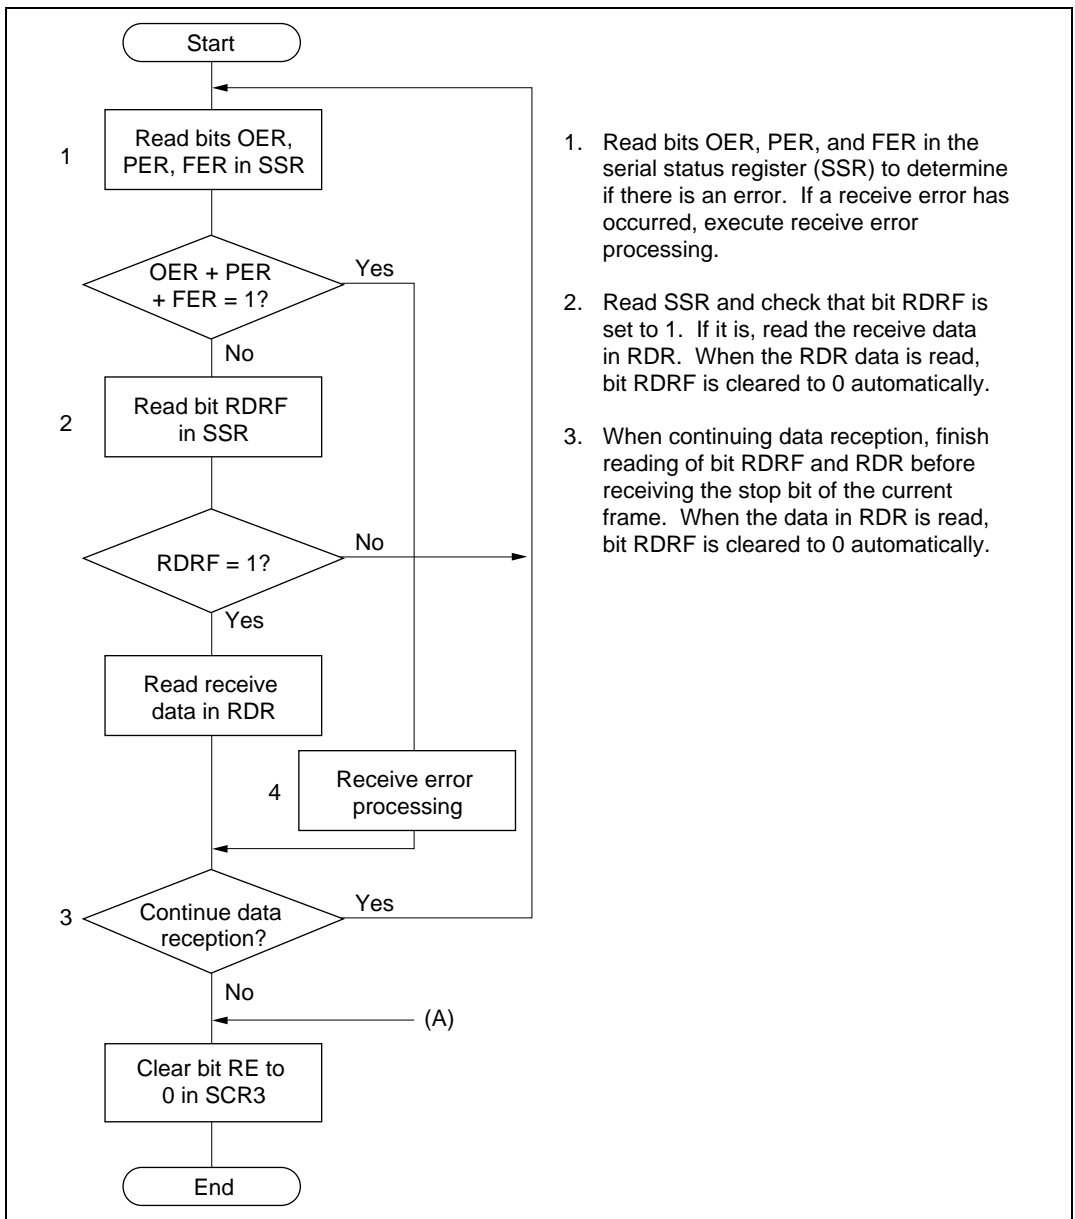 Start
1
Read bits OER,
PER, FER in SSR
OER + PER
+ FER = 1?
Yes
No
2
Read bit RDRF
in SSR
RDRF = 1?
No
Yes
Read receive
data in RDR
4
Receive error
processing
3
Continue data
reception?
Yes
No
(A)
Clear bit RE to
0 in SCR3
End
1. Read bits OER, PER, and FER in the
serial status register (SSR) to determine
if there is an error. If a receive error has
occurred, execute receive error
processing.
2. Read SSR and check that bit RDRF is
set to 1. If it is, read the receive data
in RDR. When the RDR data is read,
bit RDRF is cleared to 0 automatically.
3. When continuing data reception, finish
reading of bit RDRF and RDR before
receiving the stop bit of the current
frame. When the data in RDR is read,
bit RDRF is cleared to 0 automatically.